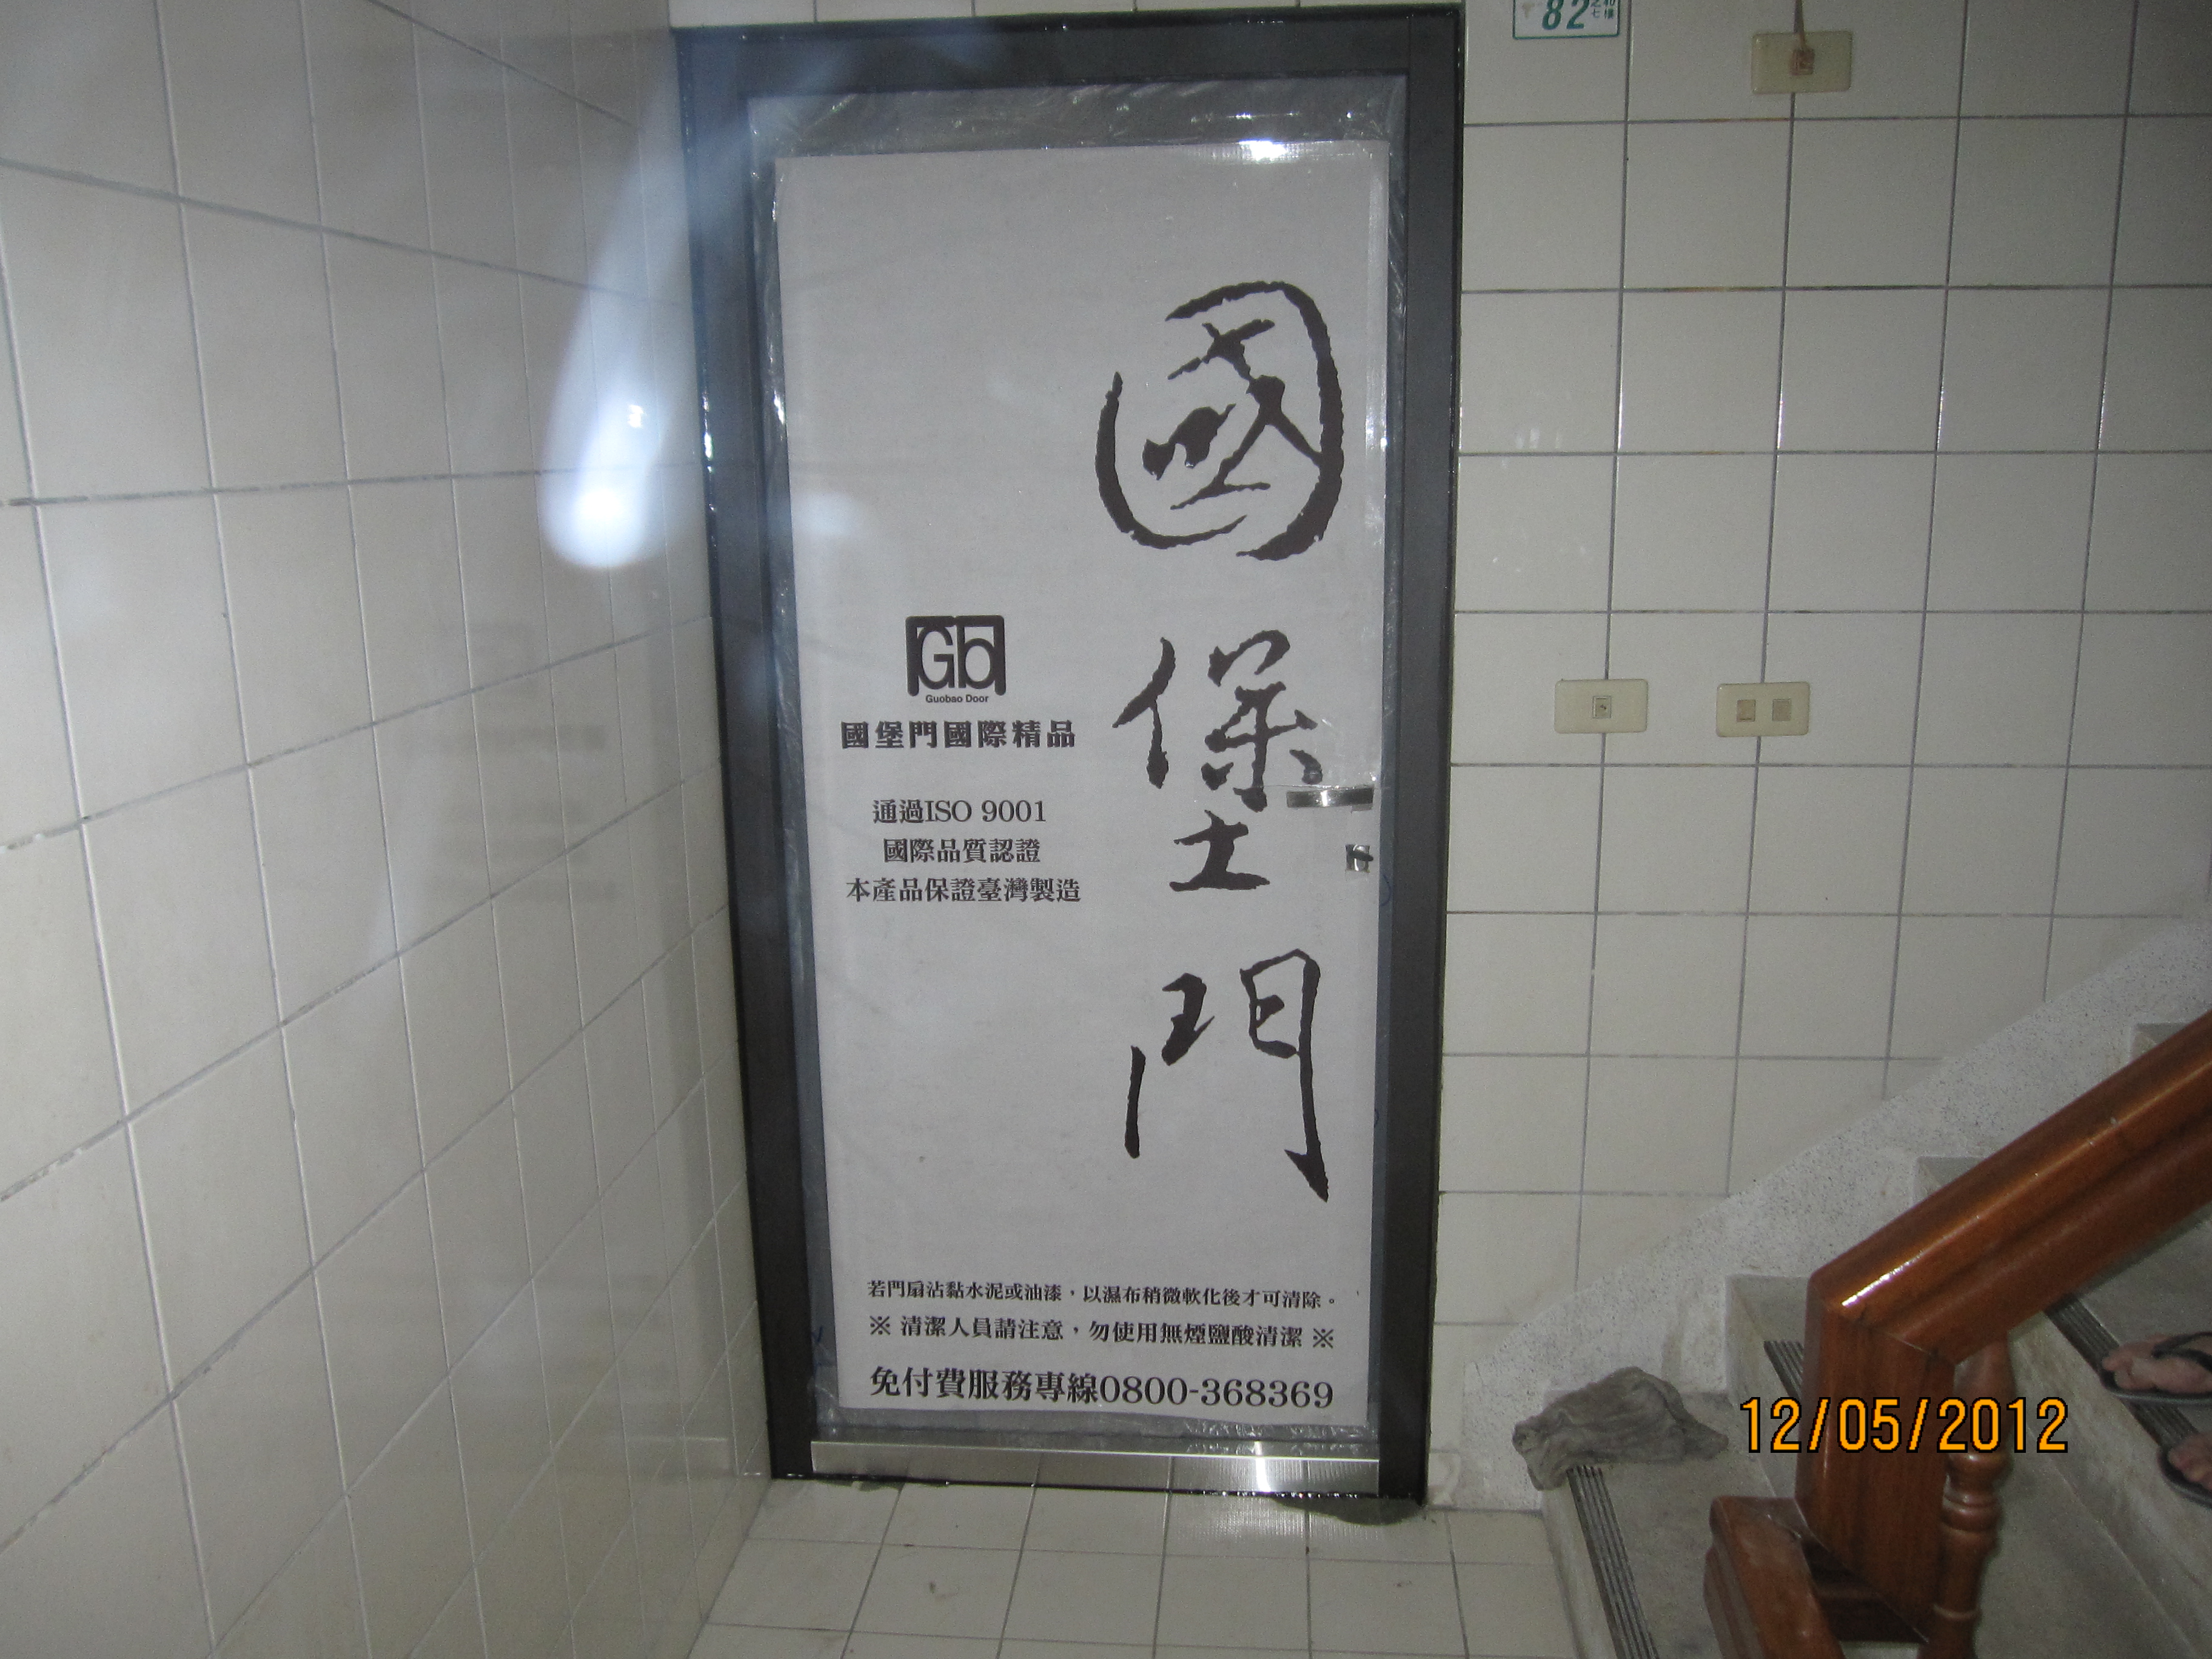 82
國堡門
Gb
Guobao Door
國堡門國際精品
通過ISO 9001
國際品質認證
本產品保證臺灣製造
若門扇沾黏水泥或油漆，以濕布稍微軟化後才可清除。
※ 清潔人員請注意，勿使用無煙鹽酸清潔 ※
免付費服務專線0800-368369
12/05/2012